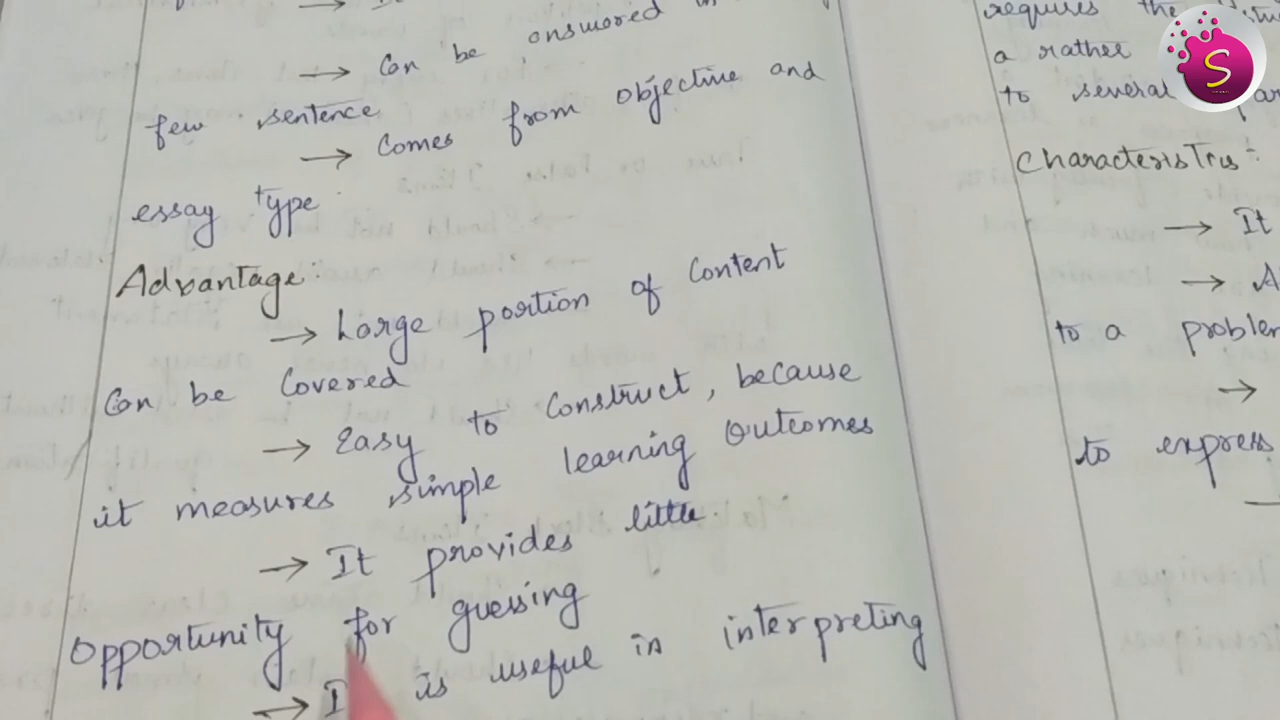 few → It
→ Can be answered in
few sentence
→ Comes from objective and
essay type
Advantage:
→ Large portion of Content
Can be Covered
→ Easy to Construct, because
it measures simple learning Outcomes
→ It provides little
Opportunity for guessing
→ I is useful in interpreting
requires the
a rather
to several
CharacterisTics:
→ It
→ A
to a problem
→
to express
S